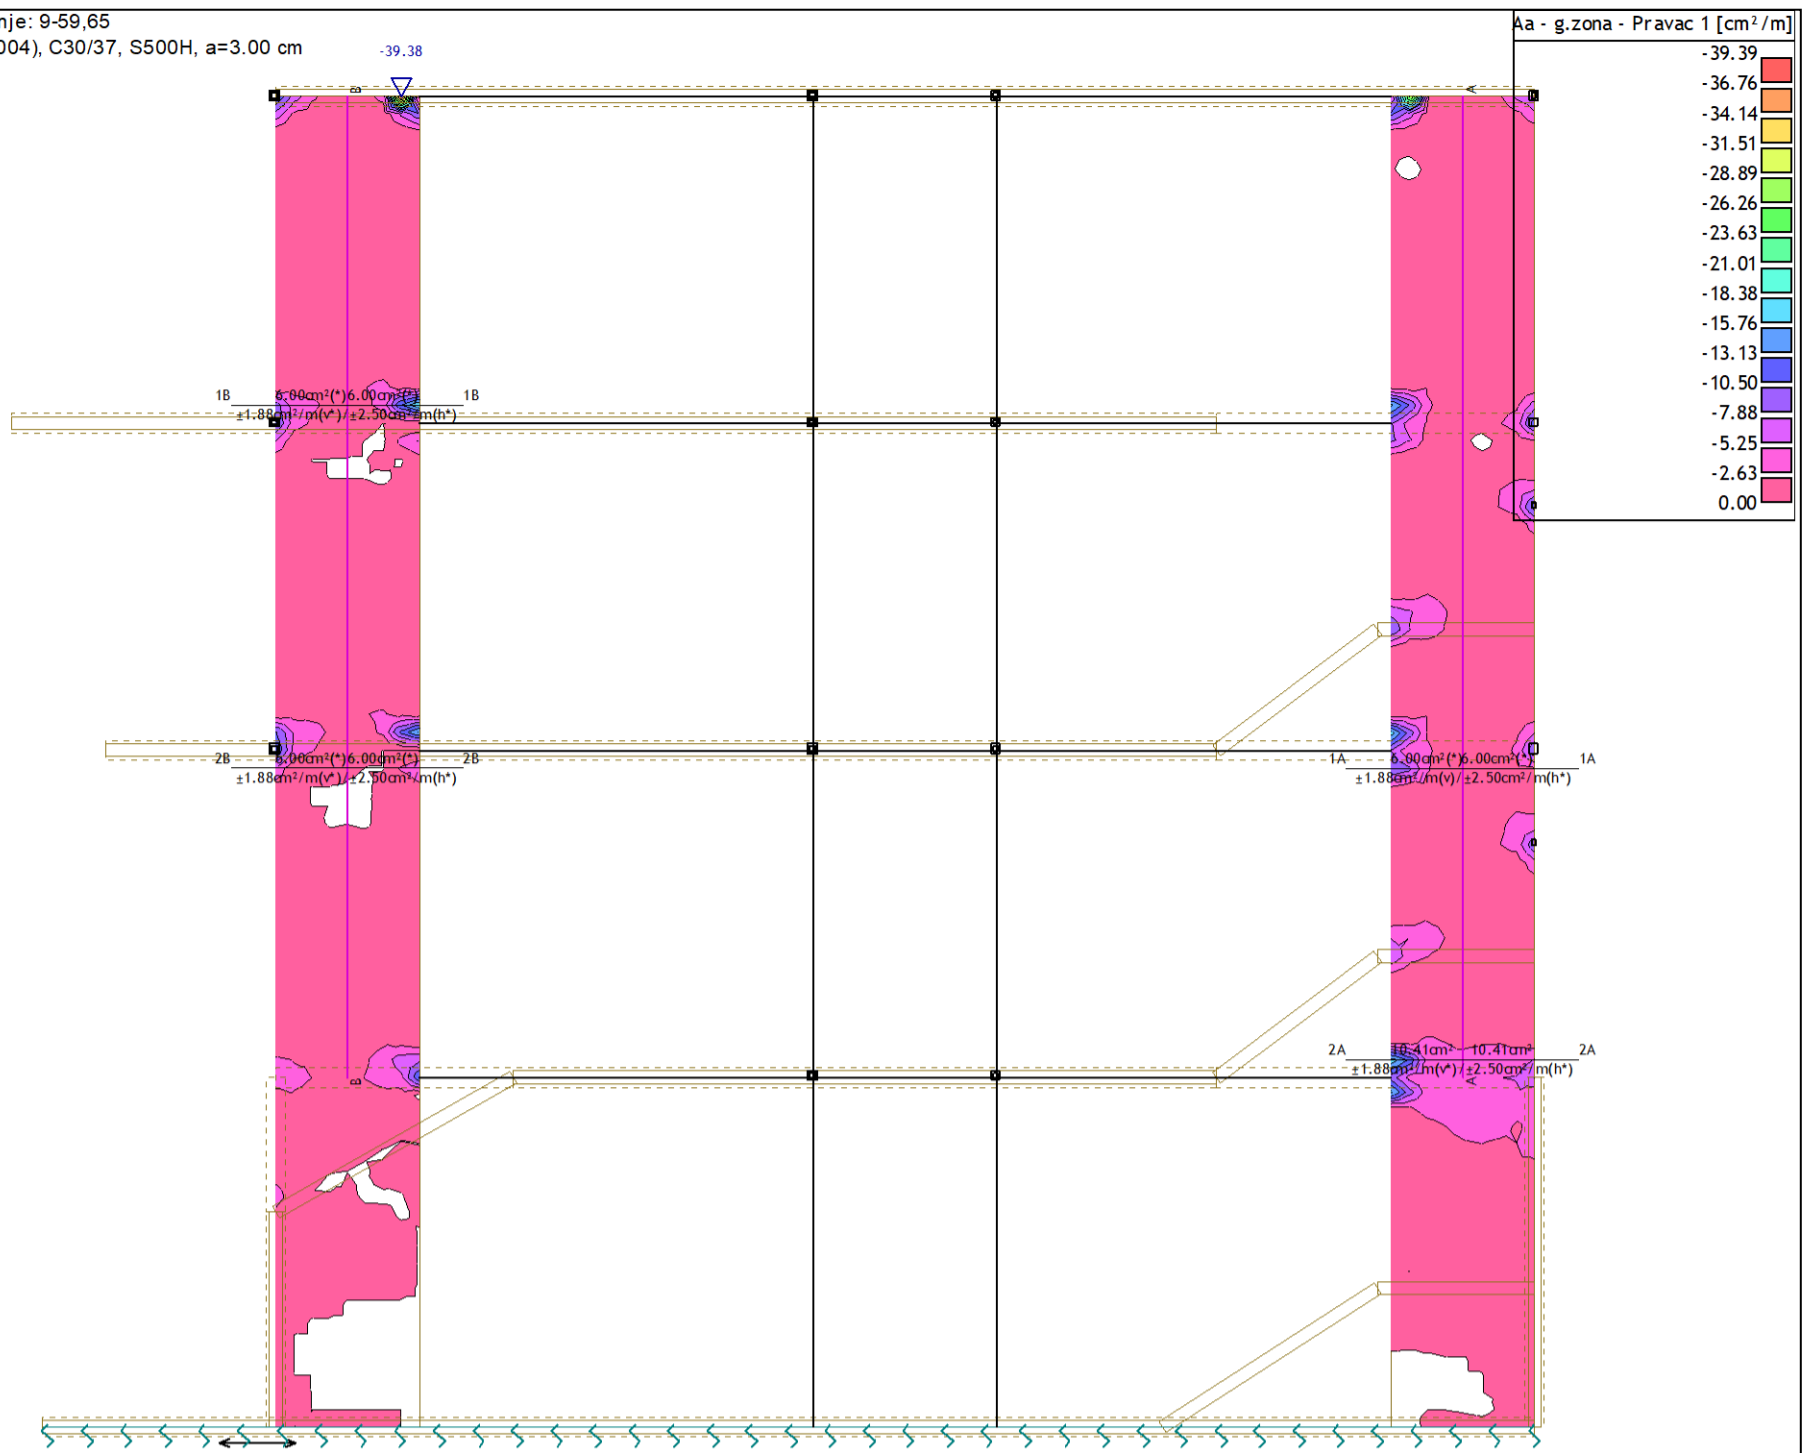 nje: 9-59,65
004), C30/37, S500H, a=3.00 cm
-39.38
Aa - g.zona - Pravac 1 [cm²/m]
-39.39
-36.76
-34.14
-31.51
-28.89
-26.26
-23.63
-21.01
-18.38
-15.76
-13.13
-10.50
-7.88
-5.25
-2.63
0.00
B
A
1B 6.00cm²(*) 6.00cm²(*) 1B
±1.88cm²/m(v*)/±2.50cm²/m(h*)
2B 6.00cm²(*) 6.00cm²(*) 2B
±1.88cm²/m(v*)/±2.50cm²/m(h*)
1A 6.00cm²(*) 6.00cm²(*) 1A
±1.88cm²/m(v)/±2.50cm²/m(h*)
2A 10.41cm² 10.41cm² 2A
±1.88cm²/m(v*)/±2.50cm²/m(h*)
B
A